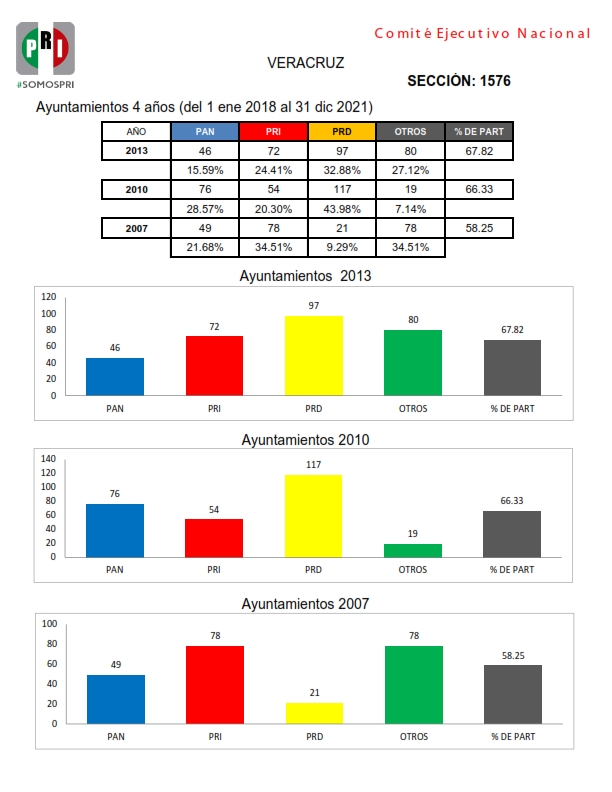 Comité Ejecutivo Nacional
PRI
#SOMOSPRI
VERACRUZ
SECCIÓN: 1576
Ayuntamientos 4 años (del 1 ene 2018 al 31 dic 2021)
AÑO PAN PRI PRD OTROS % DE PART
2013 46 72 97 80 67.82
15.59% 24.41% 32.88% 27.12%
2010 76 54 117 19 66.33
28.57% 20.30% 43.98% 7.14%
2007 49 78 21 78 58.25
21.68% 34.51% 9.29% 34.51%
Ayuntamientos 2013
120
100
80
60
40
20
0
46 72 97 80 67.82
PAN PRI PRD OTROS % DE PART
Ayuntamientos 2010
140
120
100
80
60
40
20
0
76 54 117 19 66.33
PAN PRI PRD OTROS % DE PART
Ayuntamientos 2007
100
80
60
40
20
0
49 78 21 78 58.25
PAN PRI PRD OTROS % DE PART